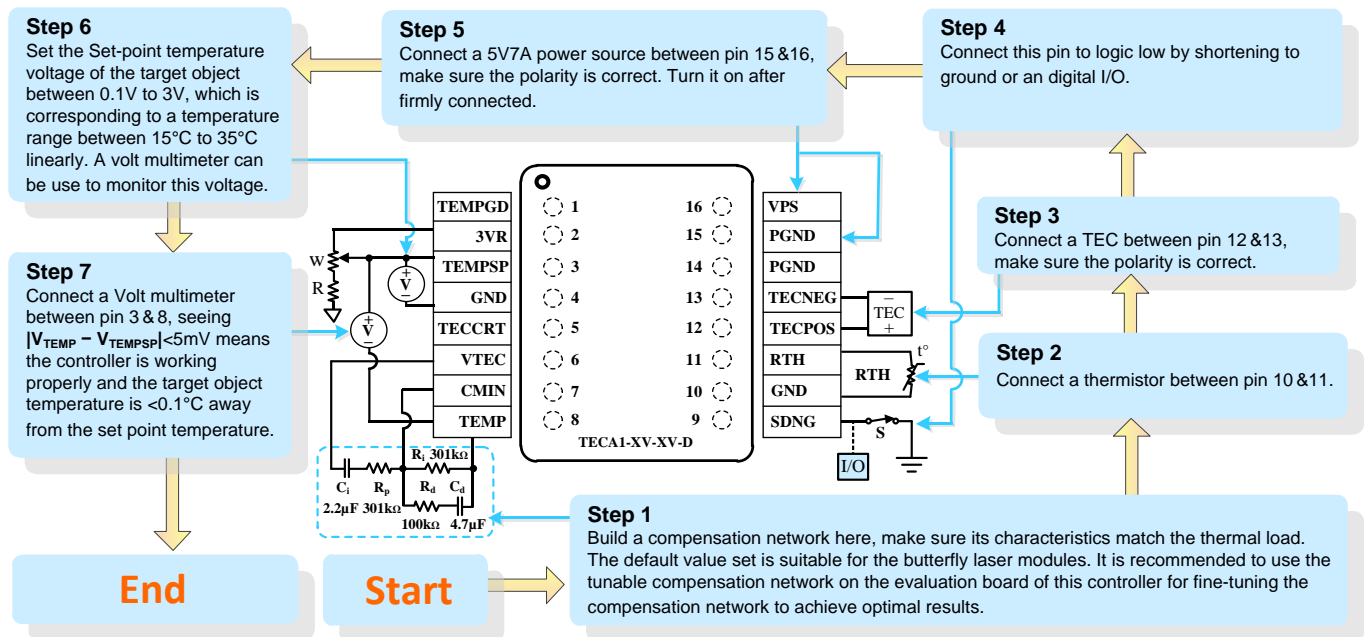 Step 6
Set the Set-point temperature
voltage of the target object
between 0.1V to 3V, which is
corresponding to a temperature
range between 15°C to 35°C
linearly. A volt multimeter can
be use to monitor this voltage.
Step 5
Connect a 5V7A power source between pin 15 &16,
make sure the polarity is correct. Turn it on after
firmly connected.
Step 4
Connect this pin to logic low by shortening to
ground or an digital I/O.
Step 3
Connect a TEC between pin 12 &13,
make sure the polarity is correct.
Step 2
Connect a thermistor between pin 10 &11.
Step 7
Connect a Volt multimeter
between pin 3 & 8, seeing
|VTEMP − VTEMPSP|<5mV means
the controller is working
properly and the target object
temperature is <0.1°C away
from the set point temperature.
TEMPGD 1 16 VPS
3VR 2 15 PGND
TEMPSP 3 14 PGND
GND 4 13 TECNEG
TECCRT 5 12 TECPOS
VTEC 6 11 RTH
CMIN 7 10 GND
TEMP 8 9 SDNG
TECA1-XV-XV-D
W
R
+
V
−
+
V
−
−
TEC
+
t°
RTH
S
I/O
Ri 301kΩ
Ci Rp Rd Cd
2.2µF 301kΩ
100kΩ 4.7µF
Step 1
Build a compensation network here, make sure its characteristics match the thermal load.
The default value set is suitable for the butterfly laser modules. It is recommended to use the
tunable compensation network on the evaluation board of this controller for fine-tuning the
compensation network to achieve optimal results.
Start
End